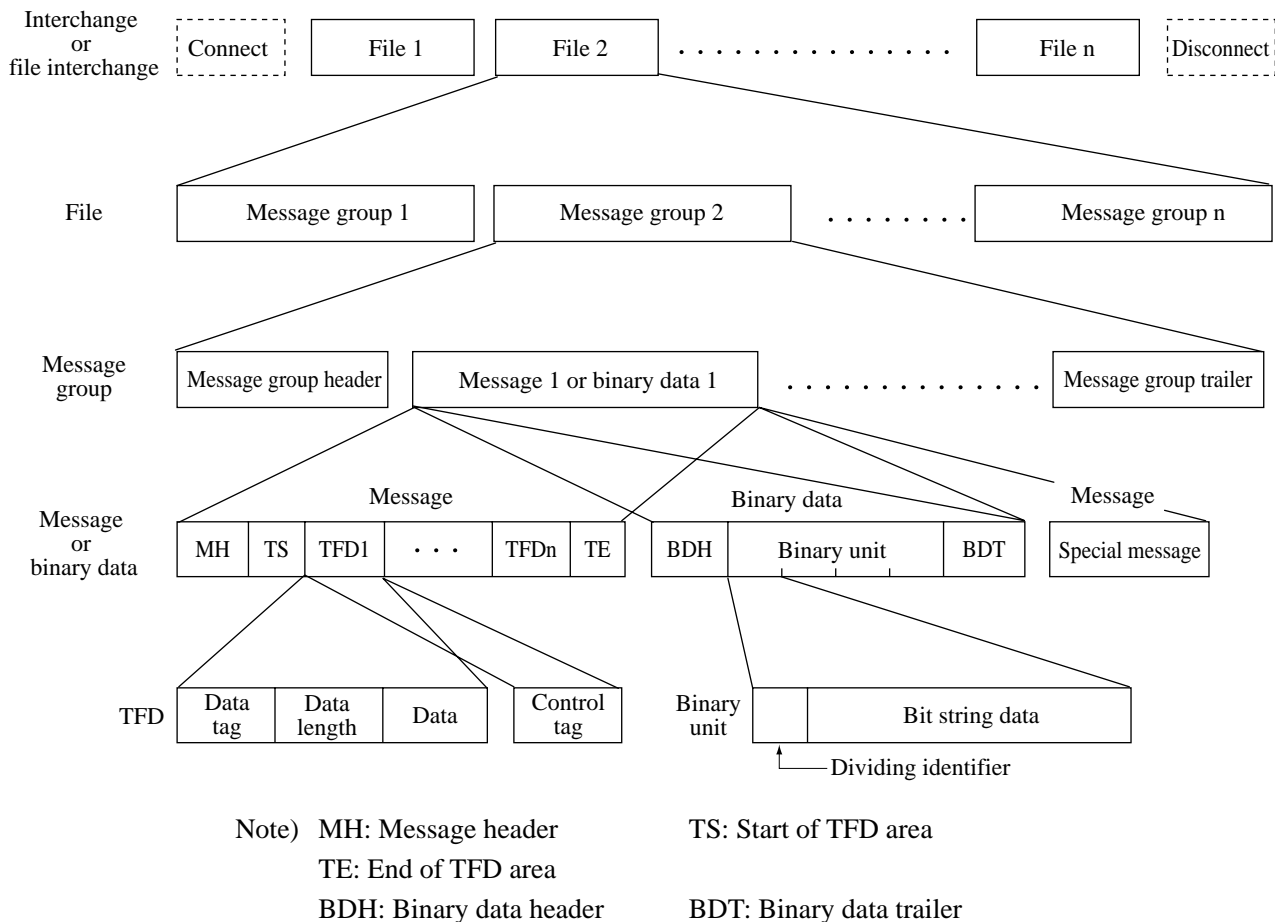 Interchange
or
file interchange
Connect
File 1
File 2
. . . . . . . . . . . . . . .
File n
Disconnect
File
Message group 1
Message group 2
. . . . . . . .
Message group n
Message
group
Message group header
Message 1 or binary data 1
. . . . . . . . . . . . . . .
Message group trailer
Message
Binary data
Message
Message
or
binary data
MH
TS
TFD1
. . .
TFDn
TE
BDH
Binary unit
BDT
Special message
TFD
Data
tag
Data
length
Data
Control
tag
Binary
unit
Bit string data
Dividing identifier
Note) MH: Message header TS: Start of TFD area
TE: End of TFD area
BDH: Binary data header BDT: Binary data trailer